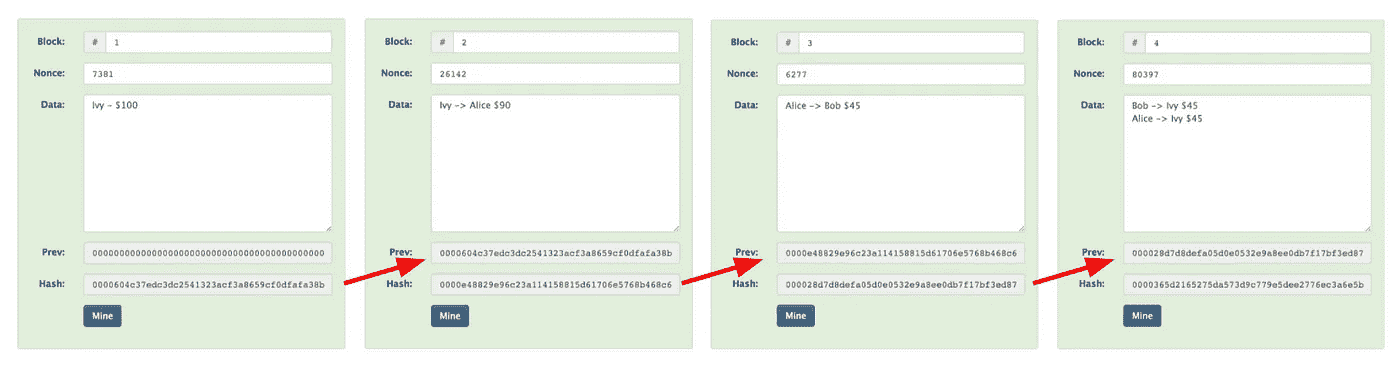 Block: # 1
Nonce: 7381
Data: Ivy - $100
Prev: 00000000000000000000000000000000000000000000000
Hash: 0000604c37edc3dc2541323acf3a8659cf0dfafa38b
Mine
Block: # 2
Nonce: 26142
Data: Ivy -> Alice $90
Prev: 0000604c37edc3dc2541323acf3a8659cf0dfafa38b
Hash: 0000e48829e96c23a114158815d61706e5768b468c6
Mine
Block: # 3
Nonce: 6277
Data: Alice -> Bob $45
Prev: 0000e48829e96c23a114158815d61706e5768b468c6
Hash: 000028d7d8defa05d0e0532e9a8ee0db7f17bf3ed87
Mine
Block: # 4
Nonce: 80397
Data: Bob -> Ivy $45
Alice -> Ivy $45
Prev: 000028d7d8defa05d0e0532e9a8ee0db7f17bf3ed87
Hash: 0000365d2165275da573d9c779e5dee2776ec3a6e5b
Mine